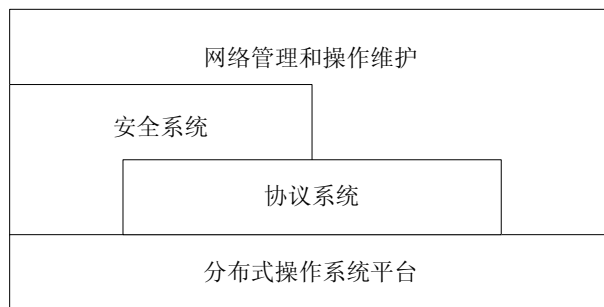 网络管理和操作维护
安全系统
协议系统
分布式操作系统平台